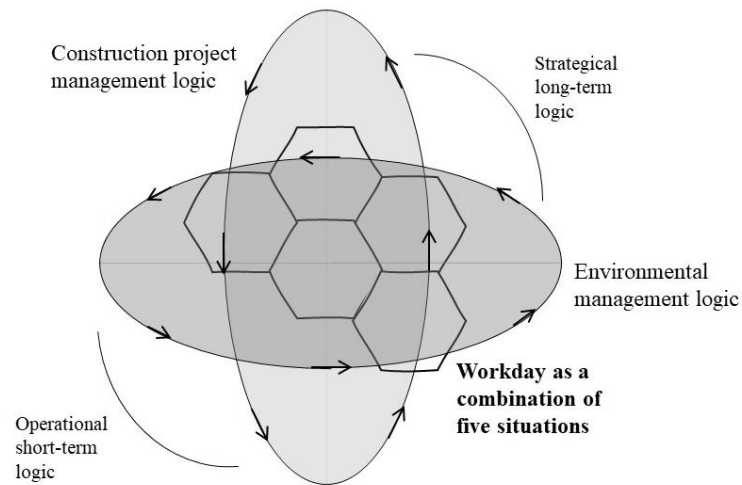 Construction project
management logic
Strategical
long-term
logic
Environmental
management logic
Workday as a
combination of
five situations
Operational
short-term
logic